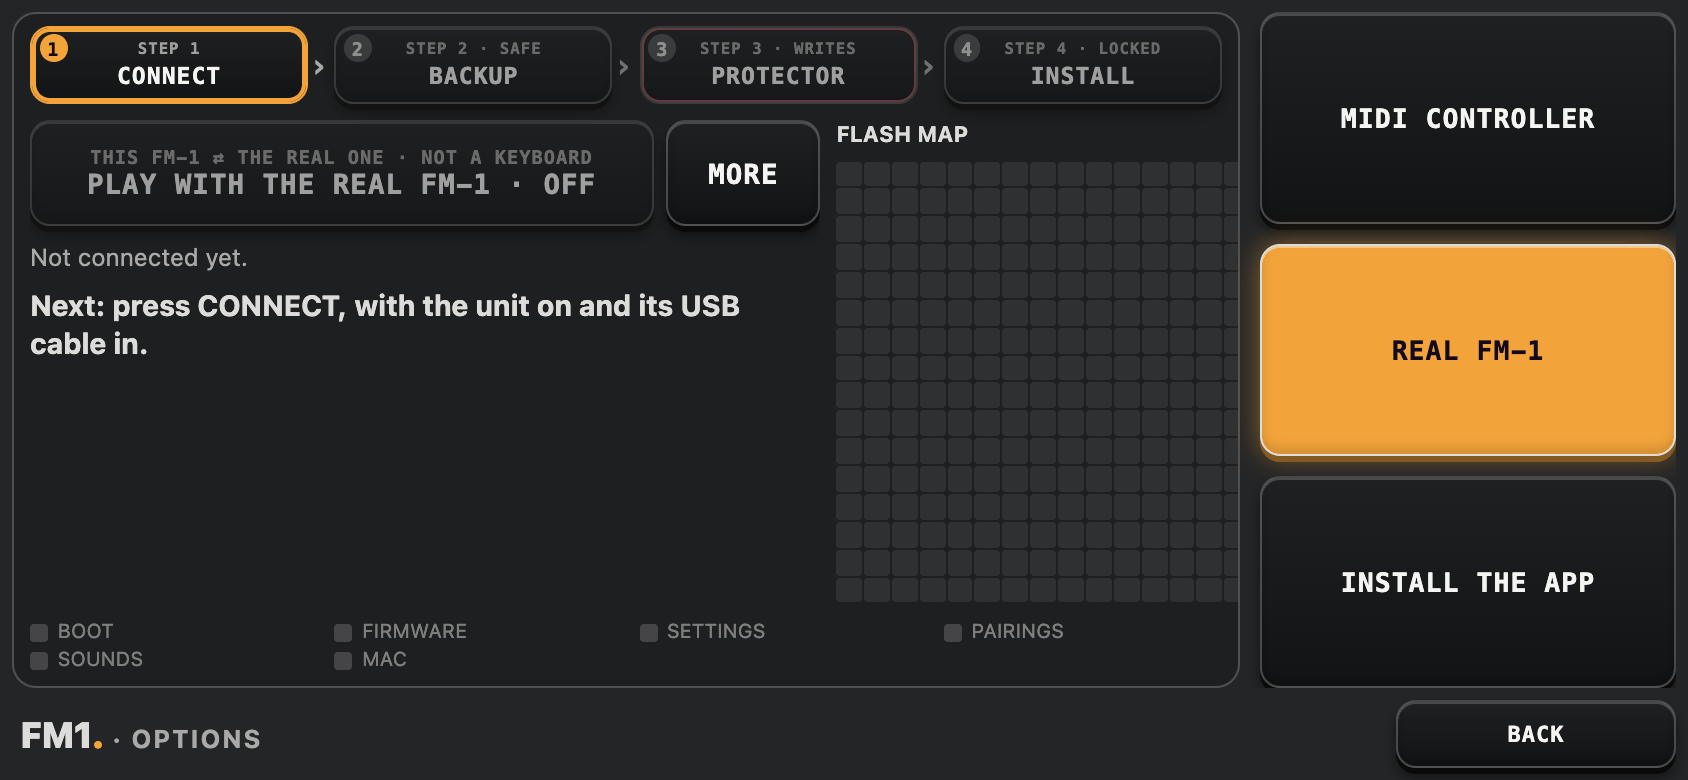 1
STEP 1
CONNECT
›
2
STEP 2 · SAFE
BACKUP
›
3
STEP 3 · WRITES
PROTECTOR
›
4
STEP 4 · LOCKED
INSTALL
THIS FM–1 ⇄ THE REAL ONE · NOT A KEYBOARD
PLAY WITH THE REAL FM–1 · OFF
MORE
FLASH MAP
Not connected yet.
Next: press CONNECT, with the unit on and its USB
cable in.
BOOT
FIRMWARE
SETTINGS
PAIRINGS
SOUNDS
MAC
MIDI CONTROLLER
REAL FM–1
INSTALL THE APP
FM1. · OPTIONS
BACK